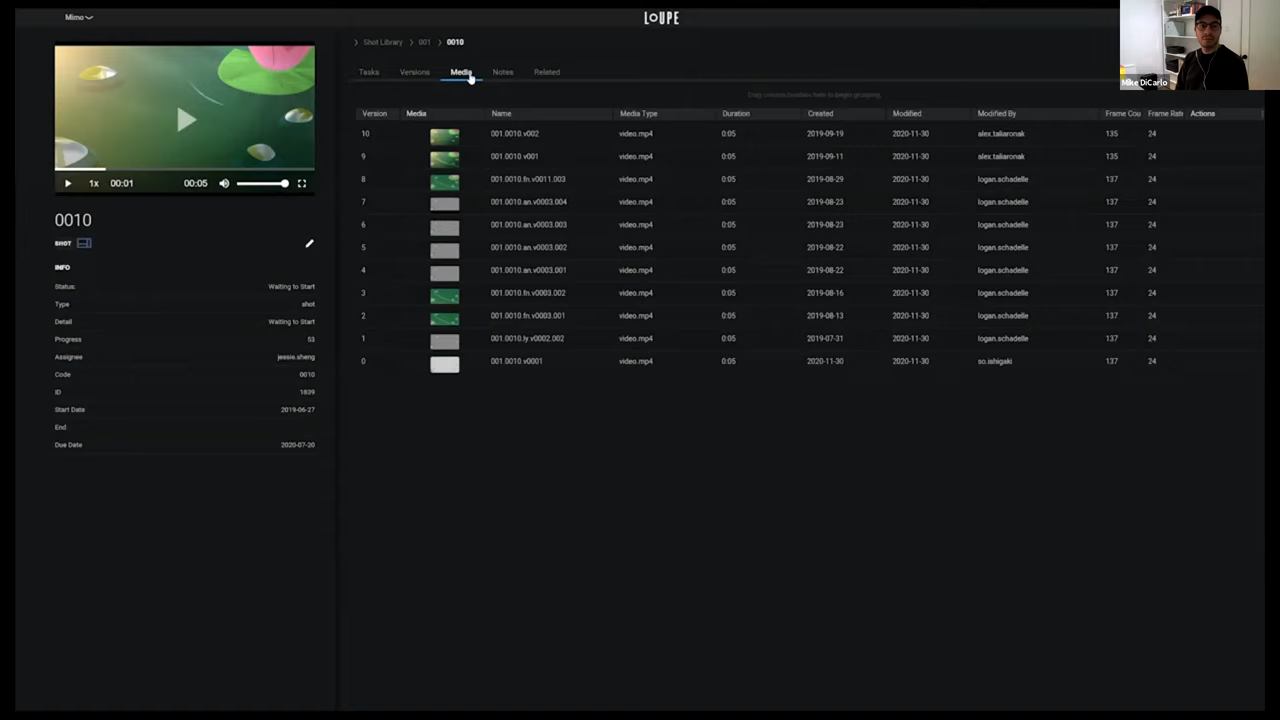 Mimo
LOUPE
Mike DiCarlo
Shot Library 001 0010
Tasks Versions Media Notes Related
Drag column headers here to begin grouping.
Version Media Name Media Type Duration Created Modified Modified By Frame Cou Frame Rate Actions
10 001.0010.v002 video.mp4 0:05 2019-09-19 2020-11-30 alex.taliaronak 135 24
9 001.0010.v001 video.mp4 0:05 2019-09-11 2020-11-30 alex.taliaronak 135 24
8 001.0010.fn.v0011.003 video.mp4 0:05 2019-08-29 2020-11-30 logan.schadelle 137 24
7 001.0010.an.v0003.004 video.mp4 0:05 2019-08-23 2020-11-30 logan.schadelle 137 24
6 001.0010.an.v0003.003 video.mp4 0:05 2019-08-23 2020-11-30 logan.schadelle 137 24
5 001.0010.an.v0003.002 video.mp4 0:05 2019-08-22 2020-11-30 logan.schadelle 137 24
4 001.0010.an.v0003.001 video.mp4 0:05 2019-08-22 2020-11-30 logan.schadelle 137 24
3 001.0010.fn.v0003.002 video.mp4 0:05 2019-08-16 2020-11-30 logan.schadelle 137 24
2 001.0010.fn.v0003.001 video.mp4 0:05 2019-08-13 2020-11-30 logan.schadelle 137 24
1 001.0010.ly.v0002.002 video.mp4 0:05 2019-07-31 2020-11-30 logan.schadelle 137 24
0 001.0010.v0001 video.mp4 0:05 2020-11-30 2020-11-30 so.ishigaki 137 24
1x 00:01 00:05
0010
SHOT
INFO
Status: Waiting to Start
Type shot
Detail Waiting to Start
Progress 53
Assignee jessie.sheng
Code 0010
ID 1839
Start Date 2019-06-27
End
Due Date 2020-07-20